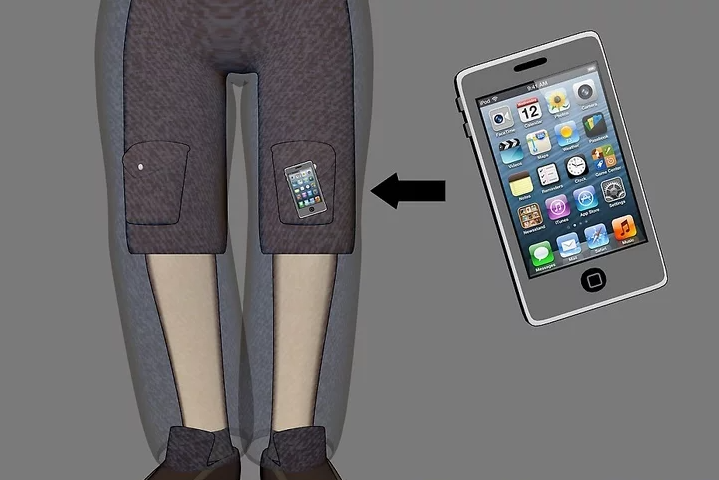 iPod 9:41 AM
FaceTime Calendar Photos Camera
Wednesday
12
Videos Maps Weather Passbook
Notes Reminders Clock Game Center
Newsstand iTunes App Store Settings
Messages Mail Safari Music